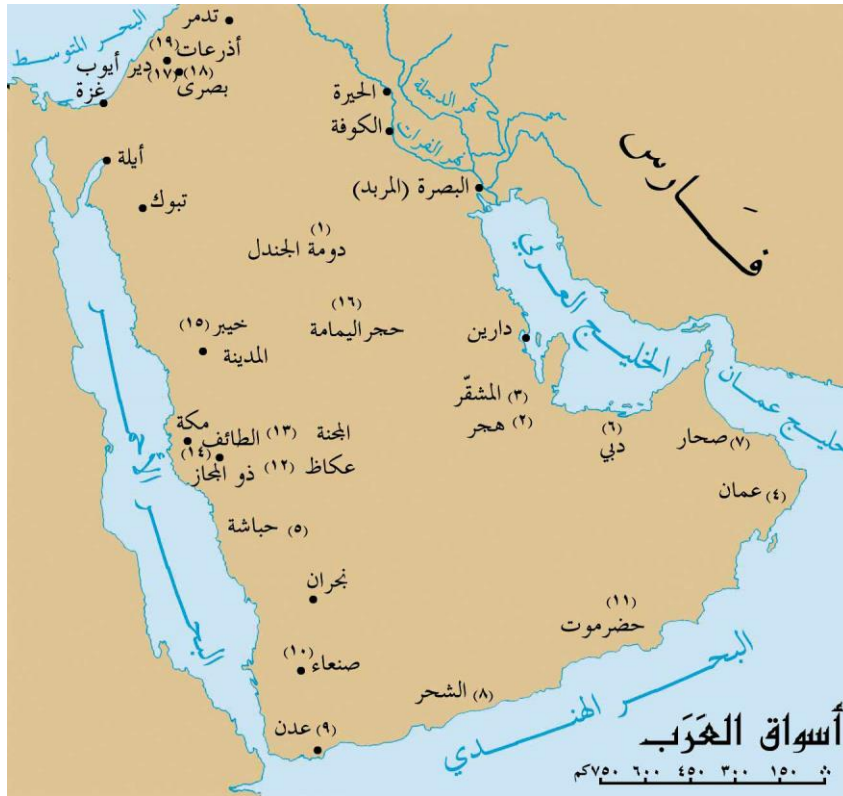 البحر المتوسط
تدمر
(١٩) أذرعات
دير أيوب
(١٧) (١٨)
بصرى
غزة
أيلة
تبوك
الحيرة
الكوفة
نهر الدجلة
نهر الفرات
البصرة (المربد)
فَارس
(١)
دومة الجندل
(١٦)
حجر اليمامة
خيبر (١٥)
المدينة
دارين
الخليج العربي
خليج عمان
المشقّر (٣)
هجر (٢)
(٦)
دبي
صحار (٧)
عمان (٤)
مكة
الطائف (١٣) المجنة
(١٤)
ذو المجاز (١٢) عكاظ
حباشة (٥)
نجران
البحر الأحمر
(١١)
حضرموت
(١٠)
صنعاء
الشحر (٨)
عدن (٩)
البحر الهندي
أسواق العَرَب
٠ ١٥٠ ٣٠٠ ٤٥٠ ٦٠٠ ٧٥٠كم